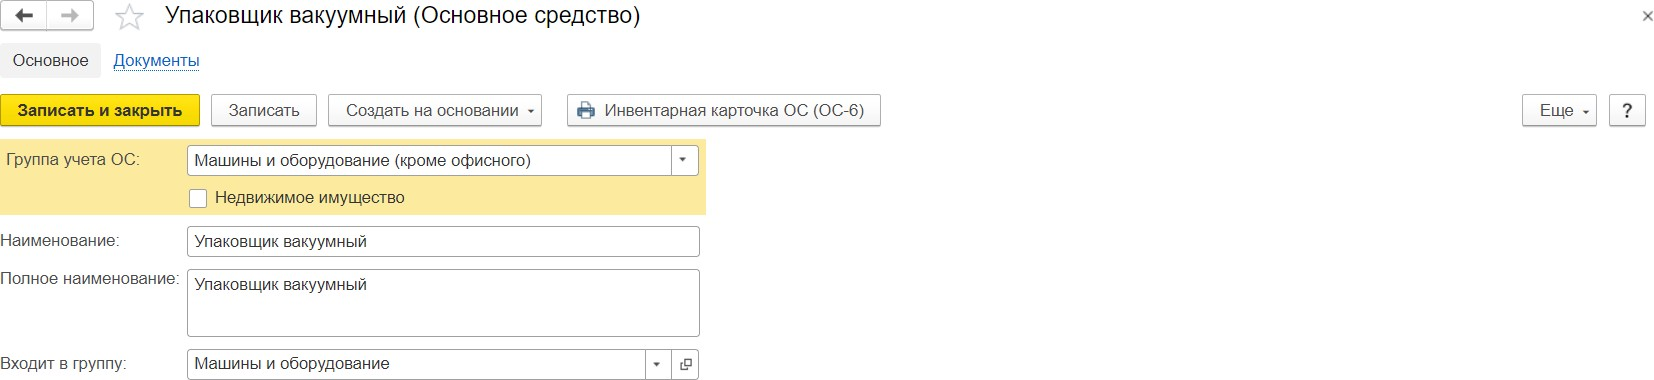 Упаковщик вакуумный (Основное средство)
Основное Документы
Записать и закрыть Записать Создать на основании Инвентарная карточка ОС (ОС-6) Еще ?
Группа учета ОС: Машины и оборудование (кроме офисного)
Недвижимое имущество
Наименование: Упаковщик вакуумный
Полное наименование: Упаковщик вакуумный
Входит в группу: Машины и оборудование